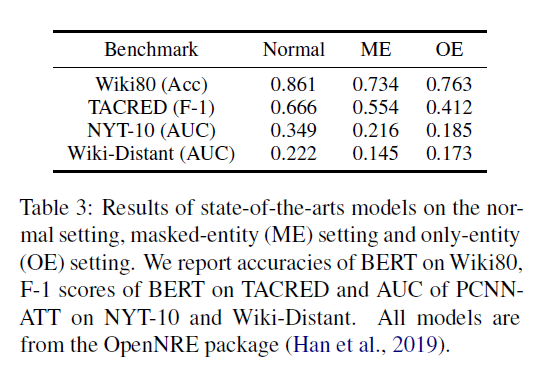 Benchmark Normal ME OE
Wiki80 (Acc) 0.861 0.734 0.763
TACRED (F-1) 0.666 0.554 0.412
NYT-10 (AUC) 0.349 0.216 0.185
Wiki-Distant (AUC) 0.222 0.145 0.173
Table 3: Results of state-of-the-arts models on the nor-
mal setting, masked-entity (ME) setting and only-entity
(OE) setting. We report accuracies of BERT on Wiki80,
F-1 scores of BERT on TACRED and AUC of PCNN-
ATT on NYT-10 and Wiki-Distant. All models are
from the OpenNRE package (Han et al., 2019).